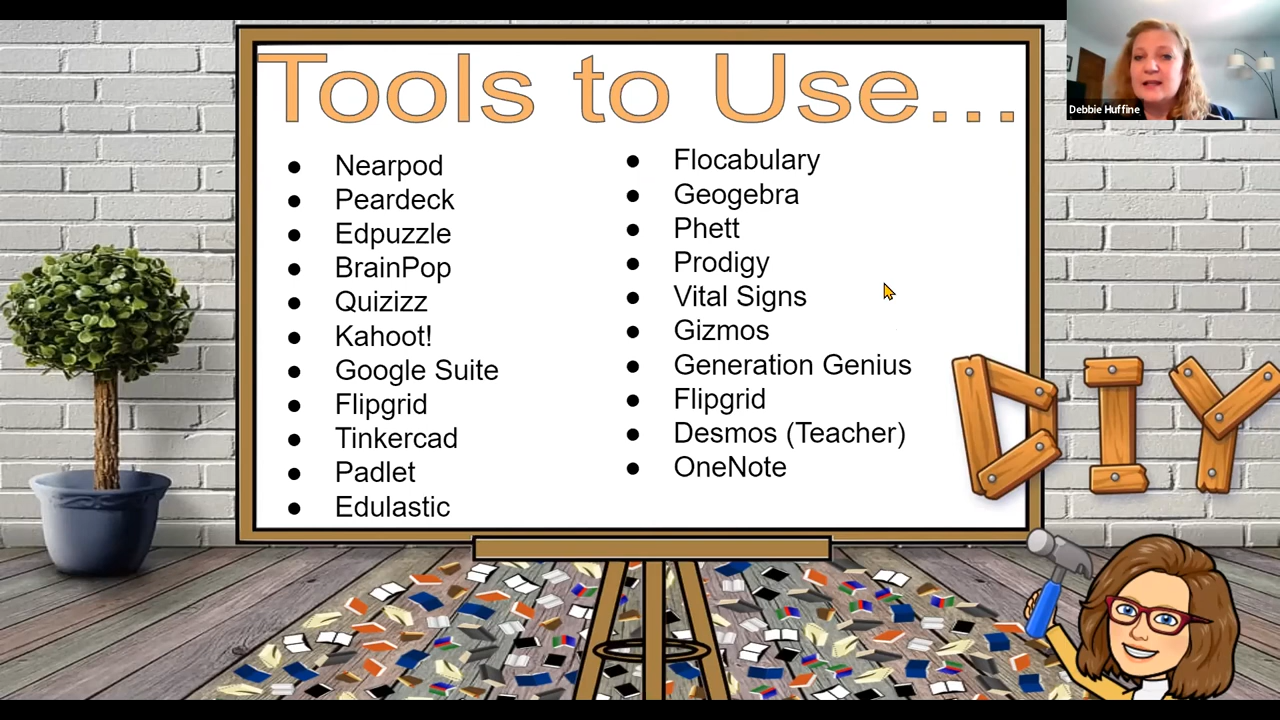 Tools to Use...
● Nearpod
● Peardeck
● Edpuzzle
● BrainPop
● Quizizz
● Kahoot!
● Google Suite
● Flipgrid
● Tinkercad
● Padlet
● Edulastic
● Flocabulary
● Geogebra
● Phett
● Prodigy
● Vital Signs
● Gizmos
● Generation Genius
● Flipgrid
● Desmos (Teacher)
● OneNote
DIY
Debbie Huffine